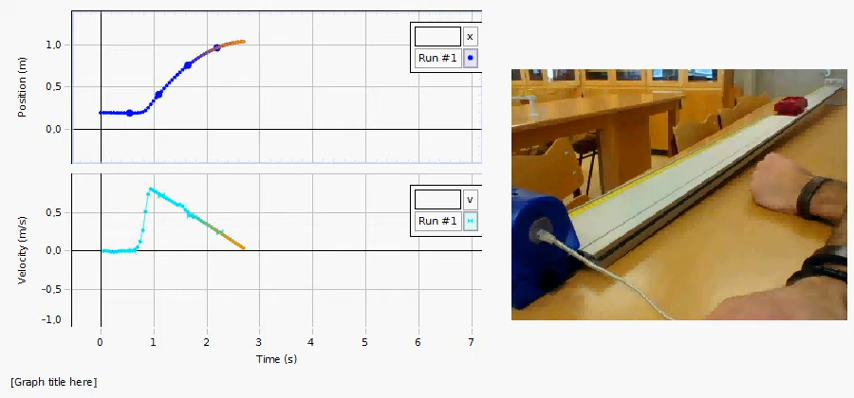 Position (m)
1.0
0.5
0.0
x
Run #1
Velocity (m/s)
0.5
0.0
-0.5
-1.0
v
Run #1
0 1 2 3 4 5 6 7
Time (s)
[Graph title here]